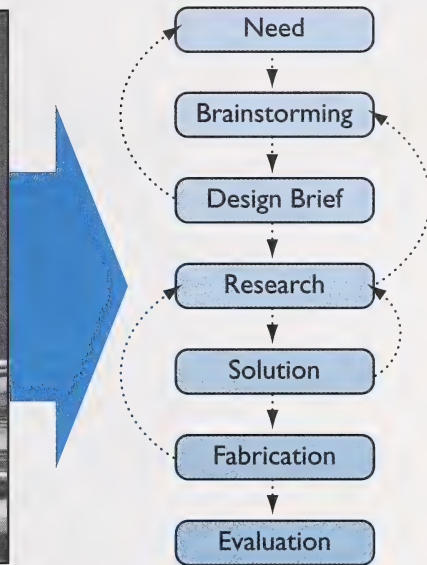 Need
Brainstorming
Design Brief
Research
Solution
Fabrication
Evaluation